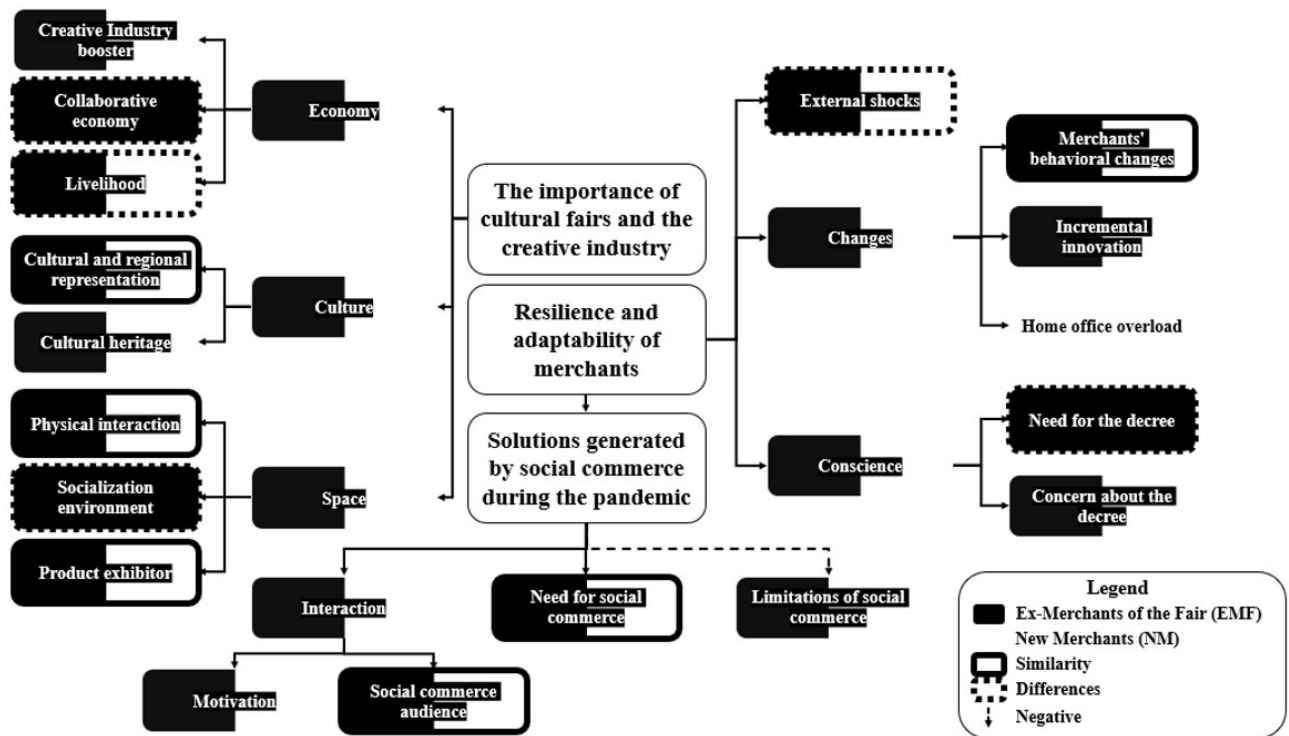 Creative Industry
booster
Collaborative
economy
Livelihood
Economy
Cultural and regional
representation
Cultural heritage
Culture
Physical interaction
Socialization
environment
Product exhibitor
Space
The importance of
cultural fairs and the
creative industry
Resilience and
adaptability of
merchants
Solutions generated
by social commerce
during the pandemic
External shocks
Changes
Merchants'
behavioral changes
Incremental
innovation
Home office overload
Conscience
Need for the decree
Concern about the
decree
Interaction
Need for social
commerce
Limitations of social
commerce
Motivation
Social commerce
audience
Legend
Ex-Merchants of the Fair (EMF)
New Merchants (NM)
Similarity
Differences
Negative